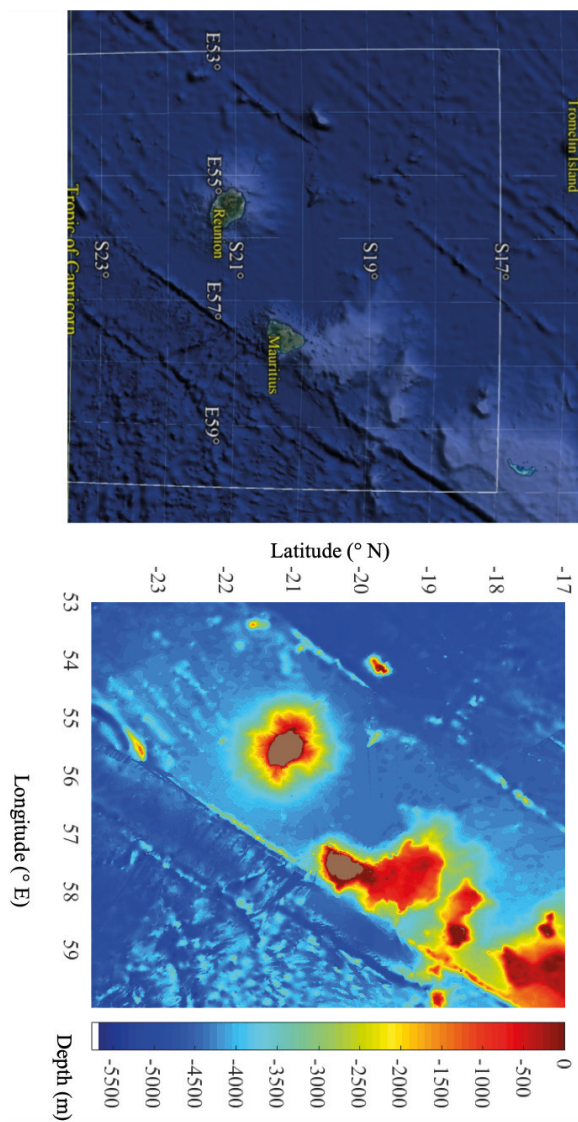 Tromelin Island
E53°
E55°
Reunion
S17°
S19°
S21°
S23°
E57°
Mauritius
E59°
Tropic of Capricorn
Latitude (° N)
-23
-22
-21
-20
-19
-18
-17
53
54
55
56
57
58
59
Longitude (° E)
0
-500
-1000
-1500
-2000
-2500
-3000
-3500
-4000
-4500
-5000
-5500
Depth (m)